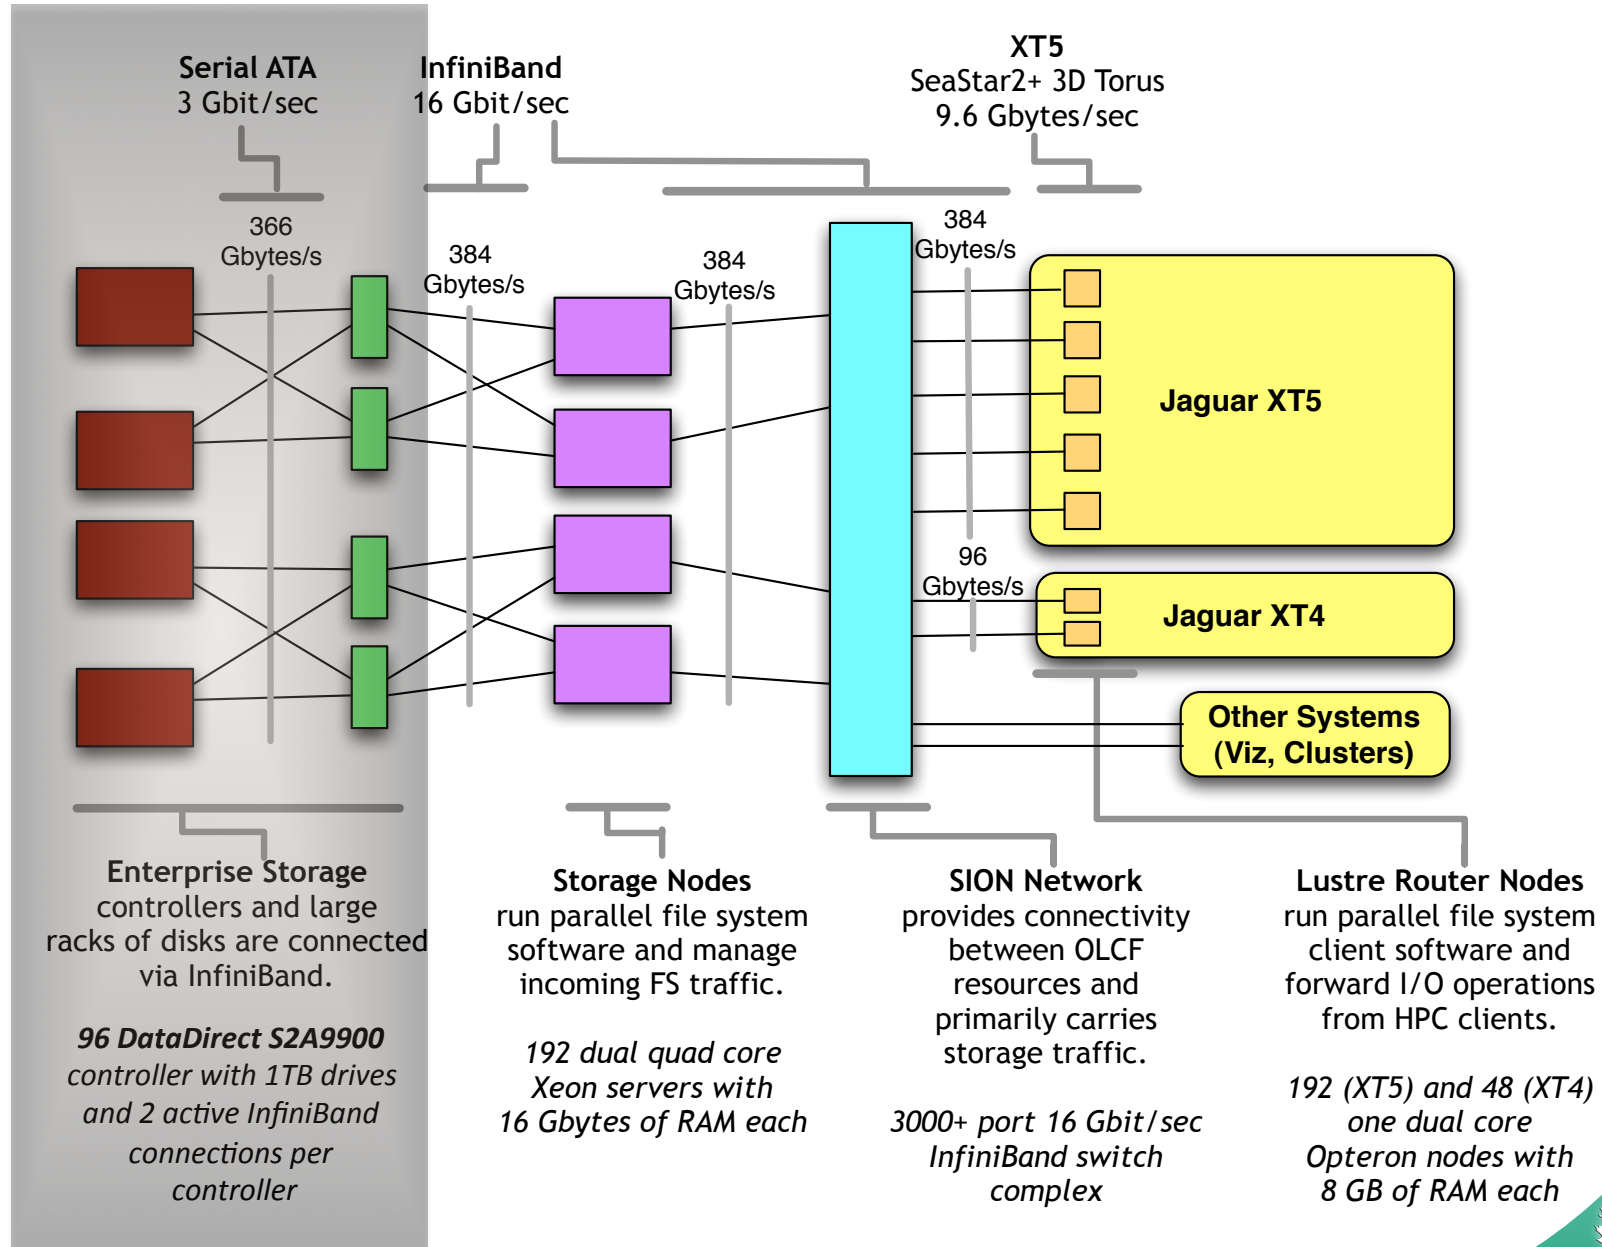 Serial ATA
3 Gbit/sec
InfiniBand
16 Gbit/sec
XT5
SeaStar2+ 3D Torus
9.6 Gbytes/sec
366
Gbytes/s
384
Gbytes/s
384
Gbytes/s
384
Gbytes/s
Jaguar XT5
96
Gbytes/s
Jaguar XT4
Other Systems
(Viz, Clusters)
Enterprise Storage
controllers and large
racks of disks are connected
via InfiniBand.
96 DataDirect S2A9900
controller with 1TB drives
and 2 active InfiniBand
connections per
controller
Storage Nodes
run parallel file system
software and manage
incoming FS traffic.
192 dual quad core
Xeon servers with
16 Gbytes of RAM each
SION Network
provides connectivity
between OLCF
resources and
primarily carries
storage traffic.
3000+ port 16 Gbit/sec
InfiniBand switch
complex
Lustre Router Nodes
run parallel file system
client software and
forward I/O operations
from HPC clients.
192 (XT5) and 48 (XT4)
one dual core
Opteron nodes with
8 GB of RAM each